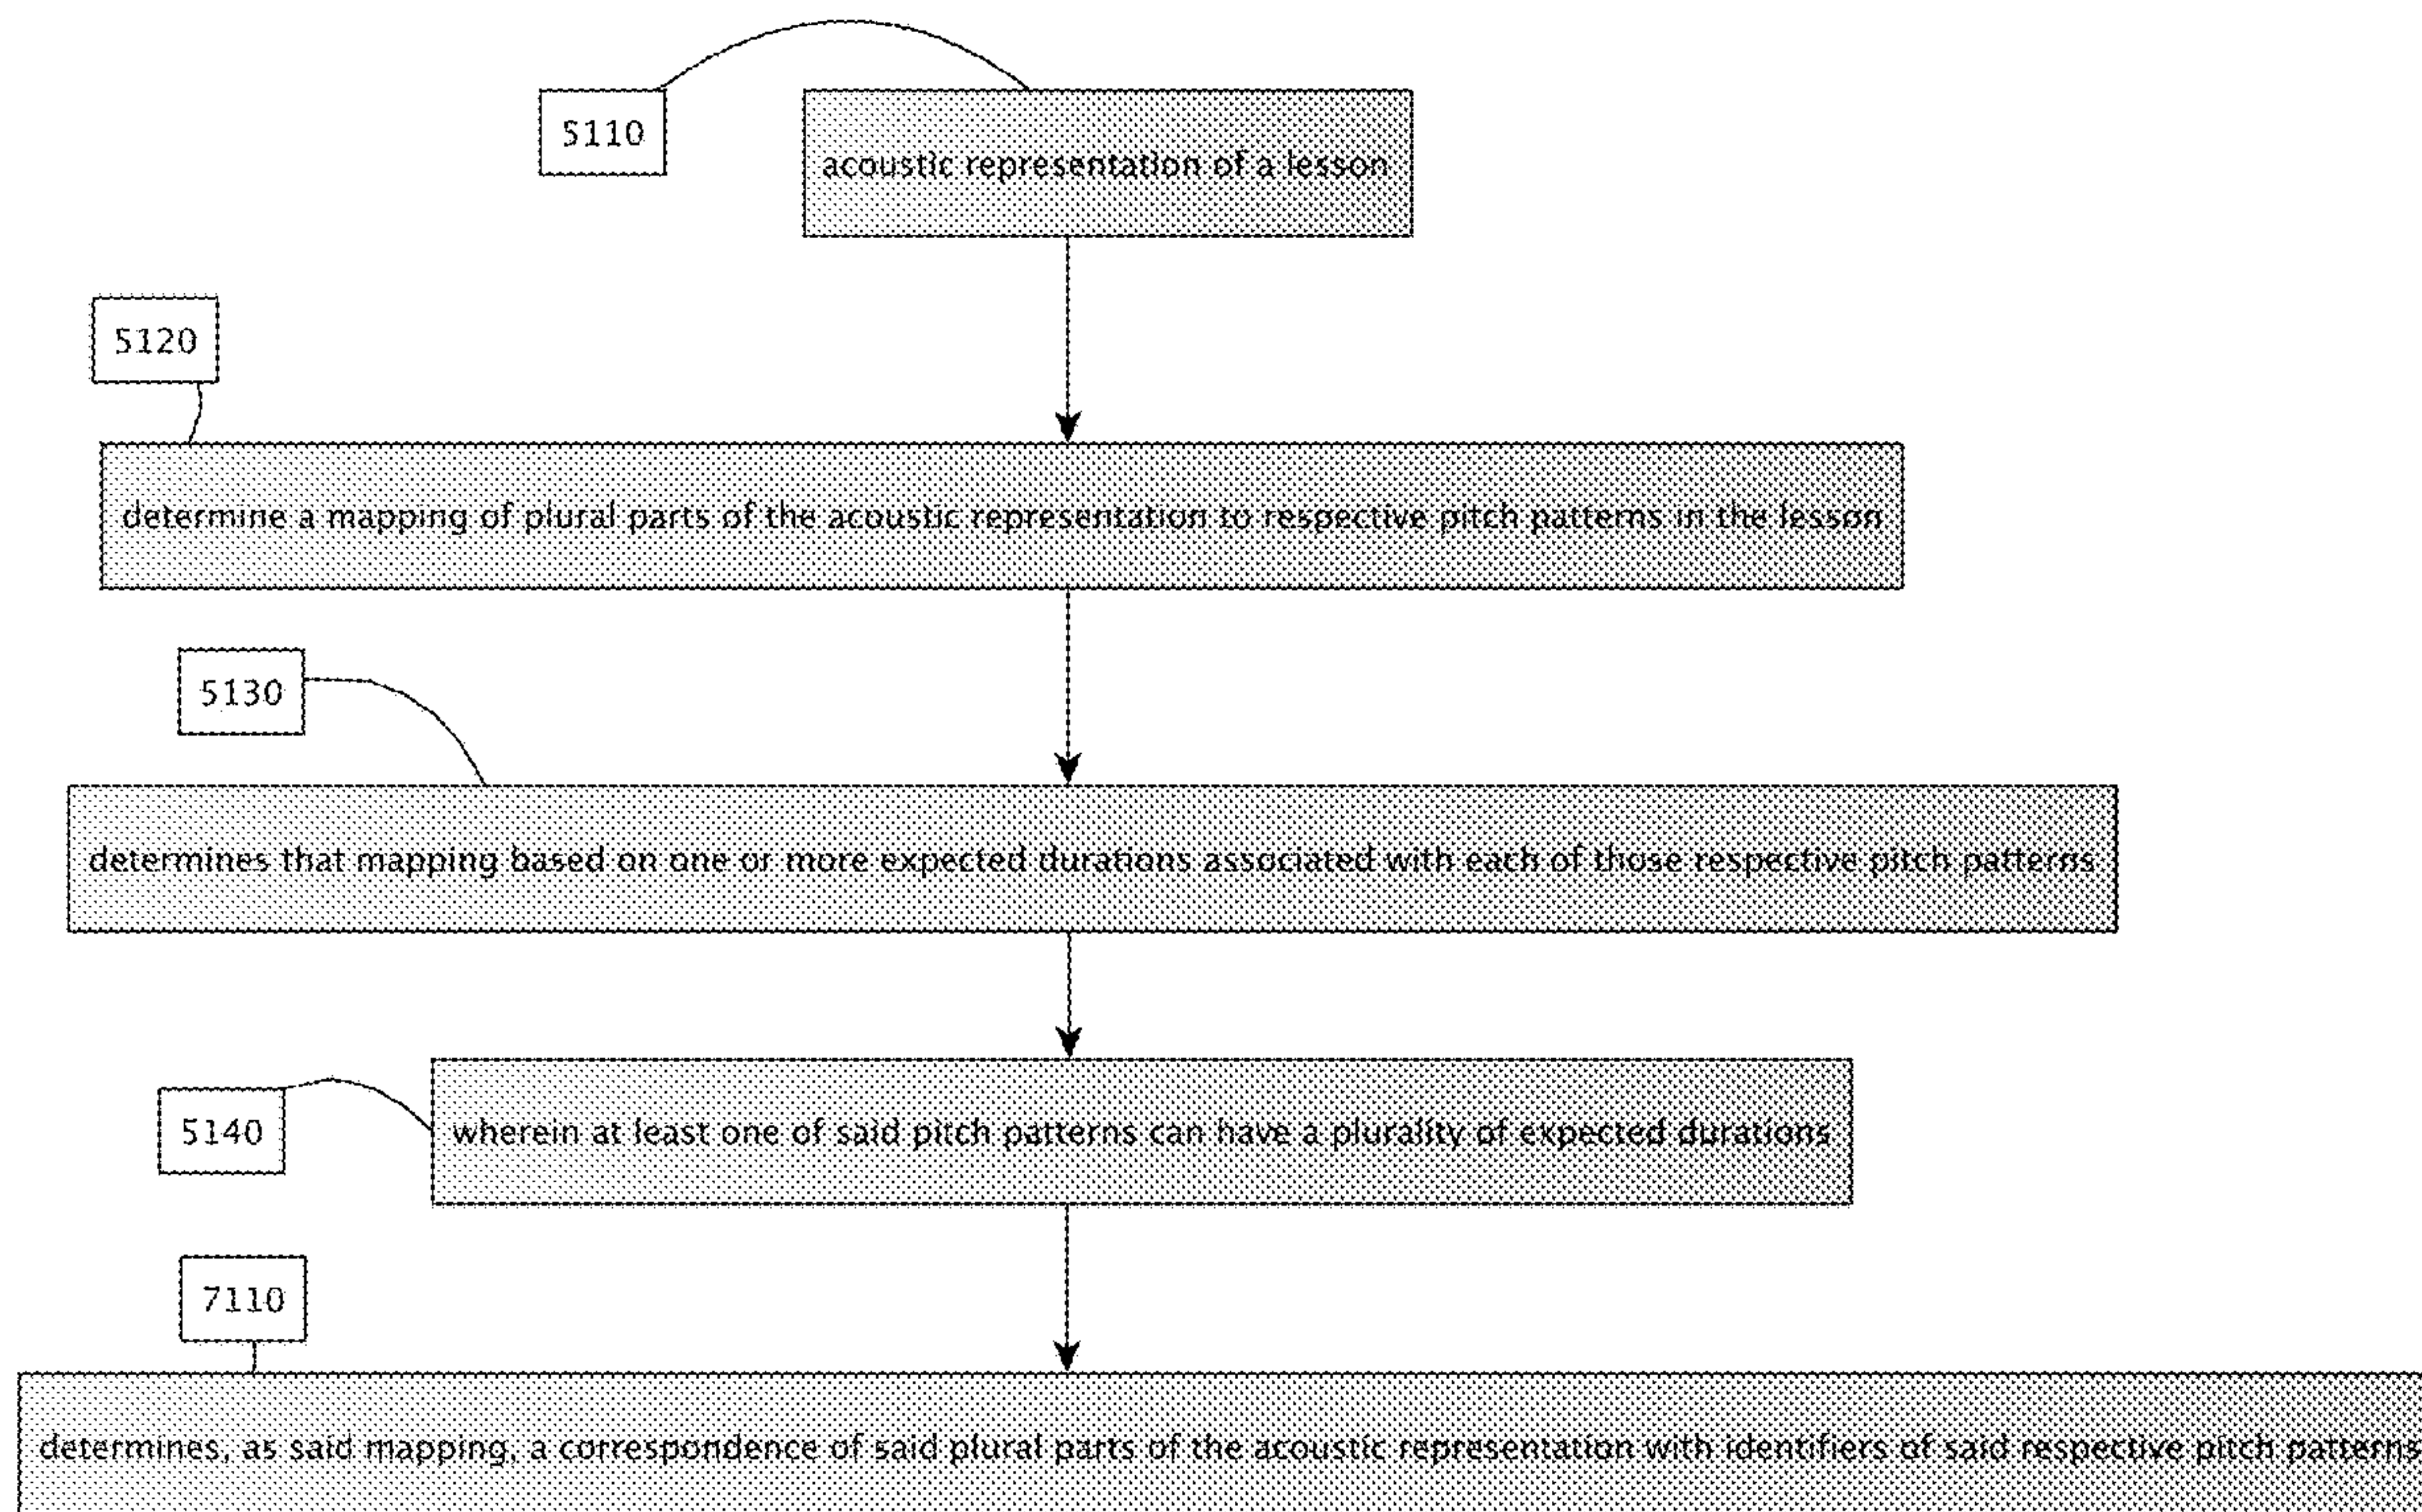 5110
acoustic representation of a lesson
5120
determine a mapping of plural parts of the acoustic representation to respective pitch patterns in the lesson
5130
determines that mapping based on one or more expected durations associated with each of those respective pitch patterns
5140
wherein at least one of said pitch patterns can have a plurality of expected durations
7110
determines, as said mapping, a correspondence of said plural parts of the acoustic representation with identifiers of said respective pitch patterns